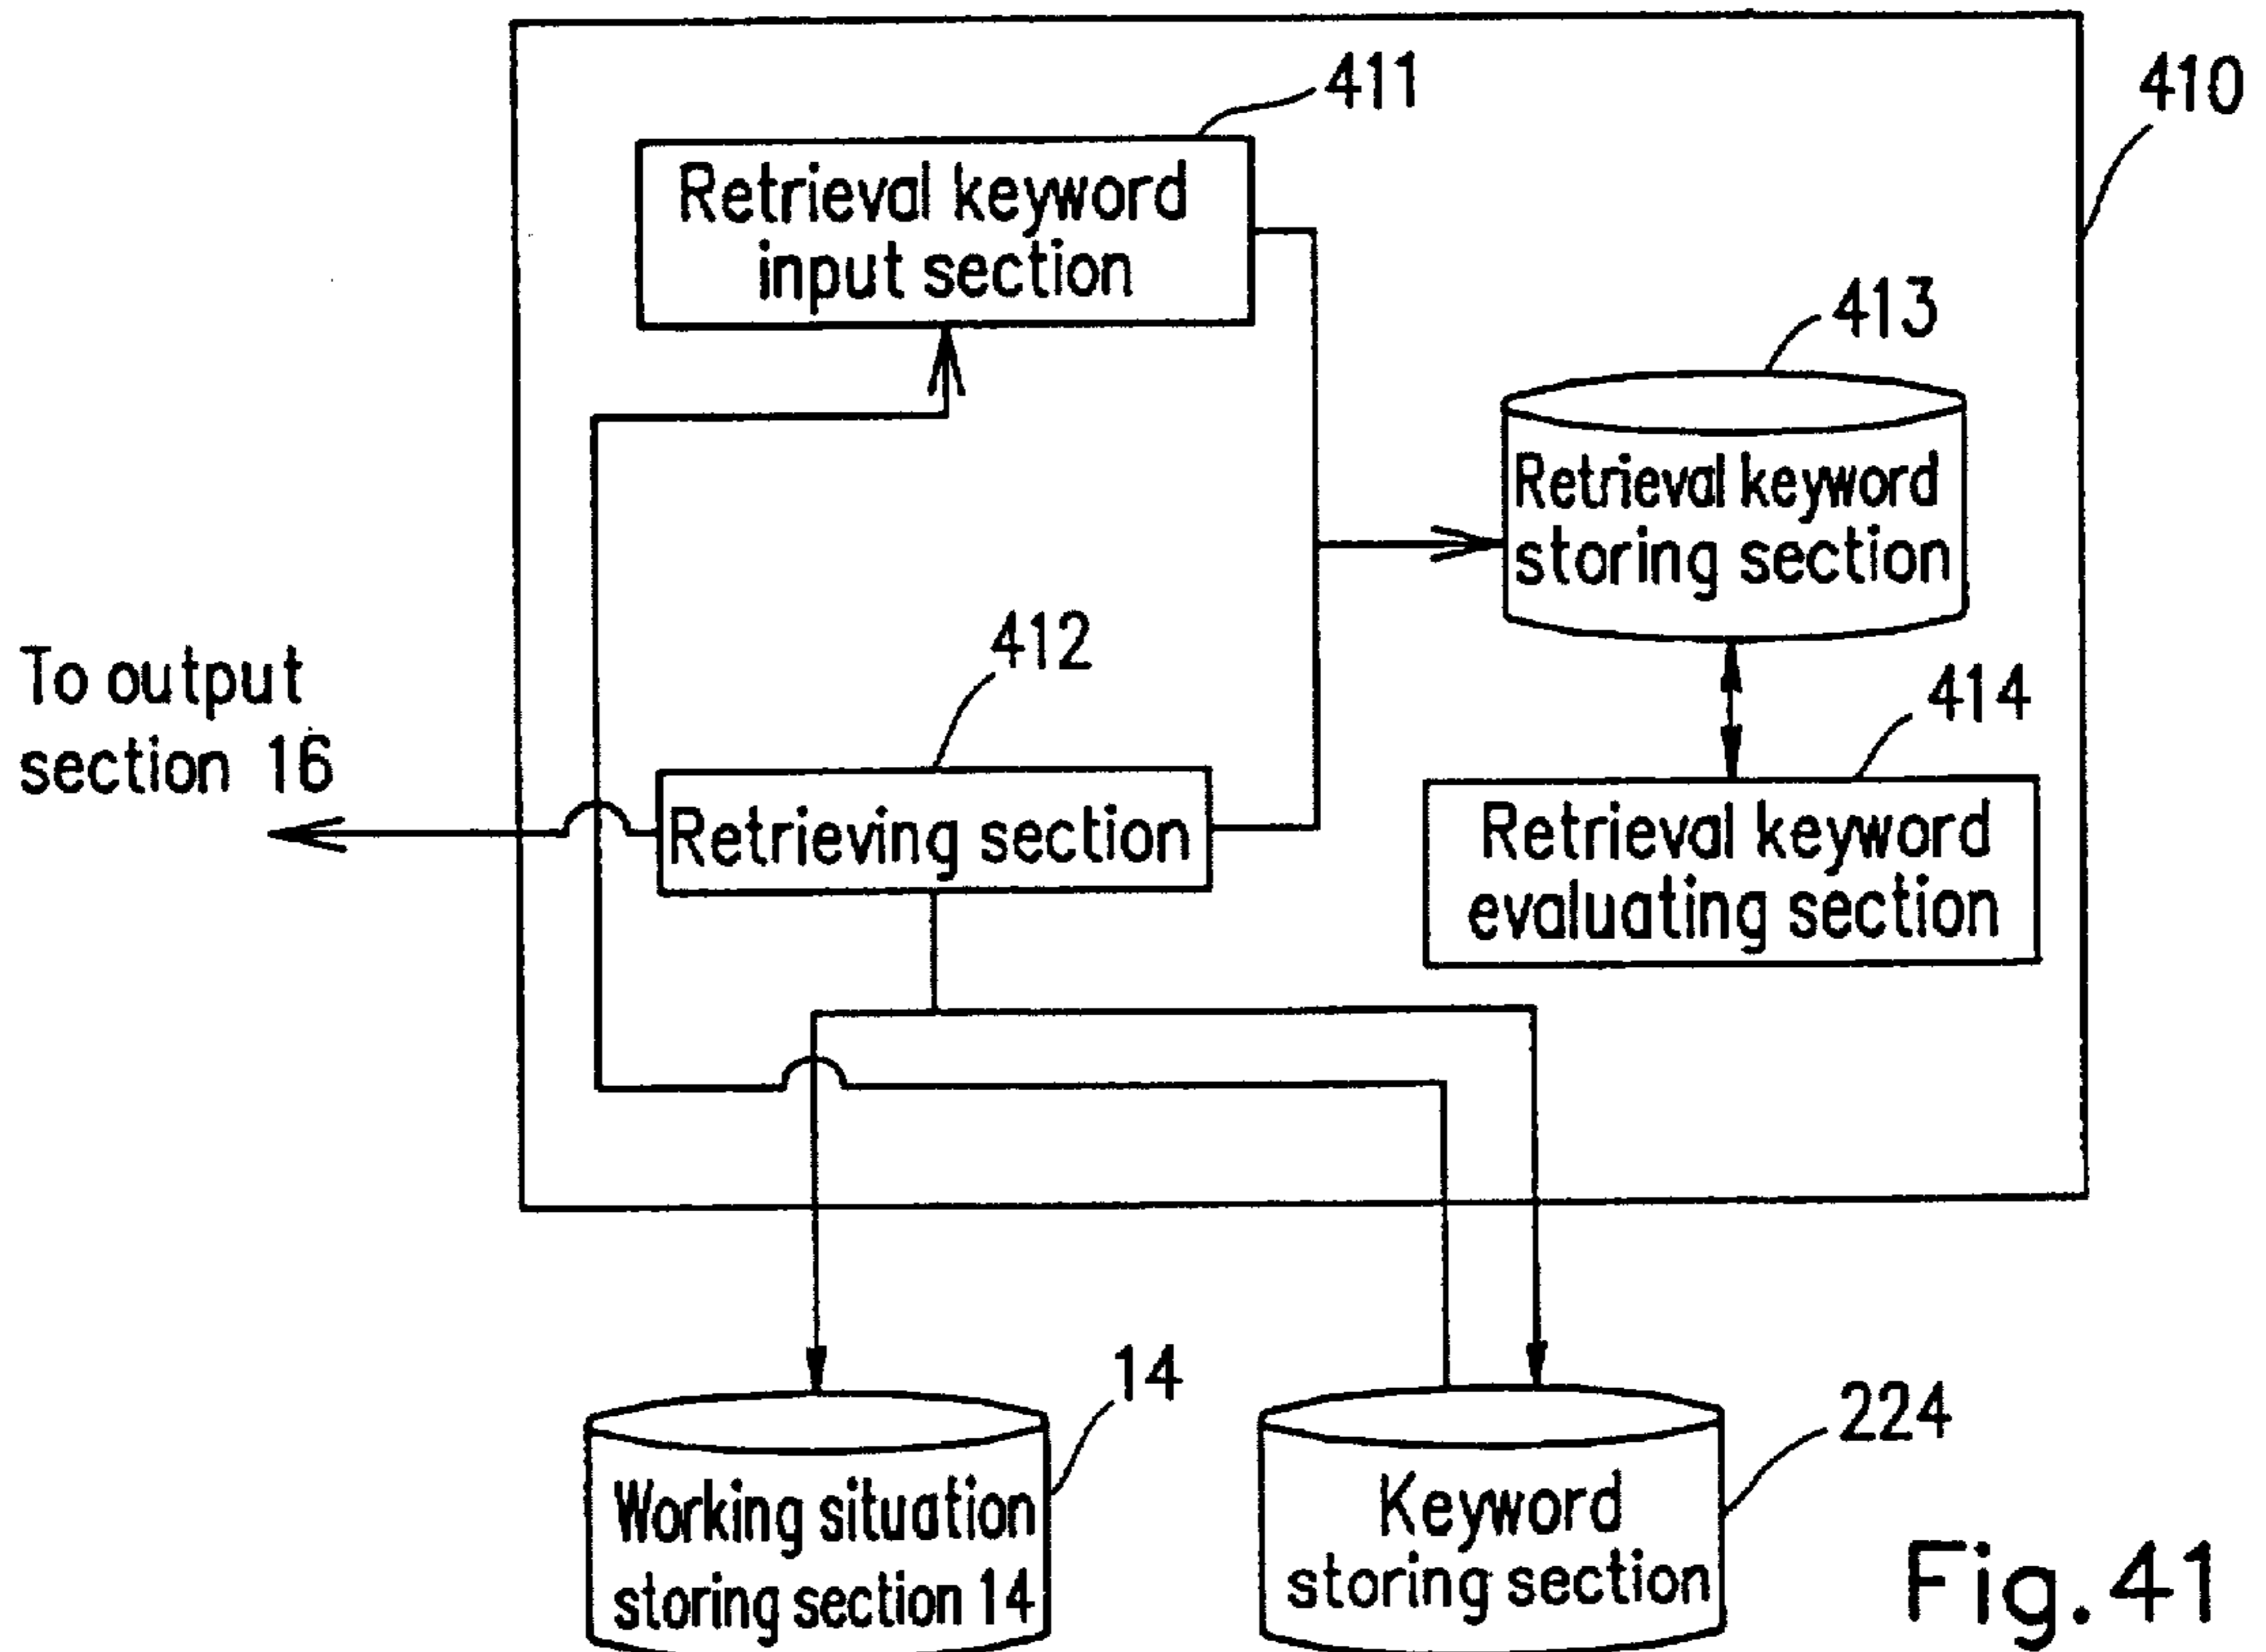 411
410
Retrieval keyword
input section
413
Retrieval keyword
storing section
412
414
To output
section 16
Retrieving section
Retrieval keyword
evaluating section
14
224
Working situation
storing section 14
Keyword
storing section
Fig.41